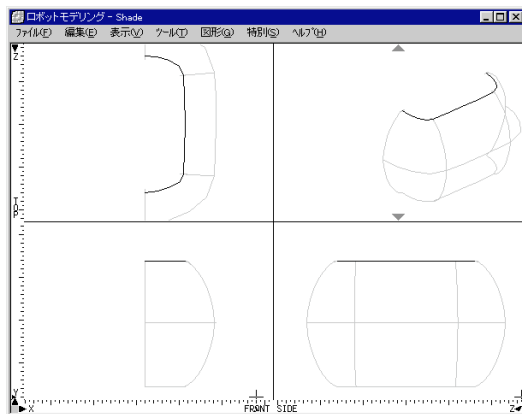 ロボットモデリング - Shade
ファイル(F) 編集(E) 表示(V) ツール(T) 図形(Q) 特別(S) ヘルプ(H)
Z
TOP
Y
X
FRONT SIDE
Z